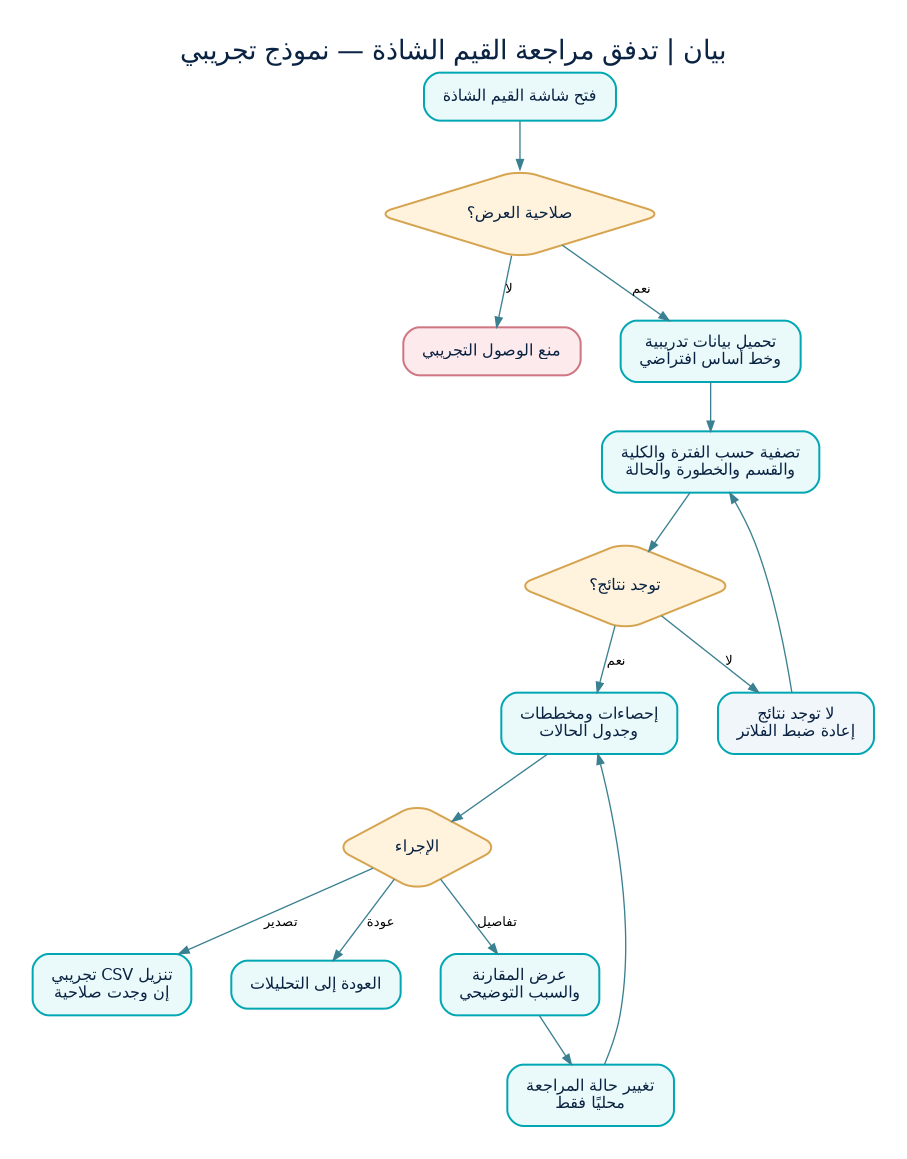 بيان | تدفق مراجعة القيم الشاذة — نموذج تجريبي
فتح شاشة القيم الشاذة
صلاحية العرض؟
نعم
لا
تحميل بيانات تدريبية
وخط أساس افتراضي
منع الوصول التجريبي
تصفية حسب الفترة والكلية
والقسم والخطورة والحالة
توجد نتائج؟
لا
نعم
لا توجد نتائج
إعادة ضبط الفلاتر
إحصاءات ومخططات
وجدول الحالات
الإجراء
تفاصيل
عودة
تصدير
عرض المقارنة
والسبب التوضيحي
العودة إلى التحليلات
تنزيل CSV تجريبي
إن وجدت صلاحية
تغيير حالة المراجعة
محليًا فقط